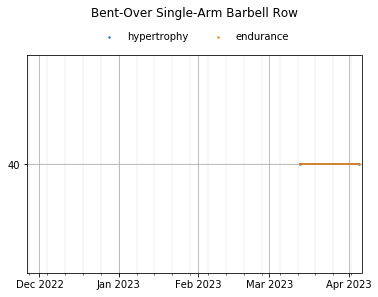 Bent-Over Single-Arm Barbell Row
hypertrophy endurance
40
Dec 2022 Jan 2023 Feb 2023 Mar 2023 Apr 2023